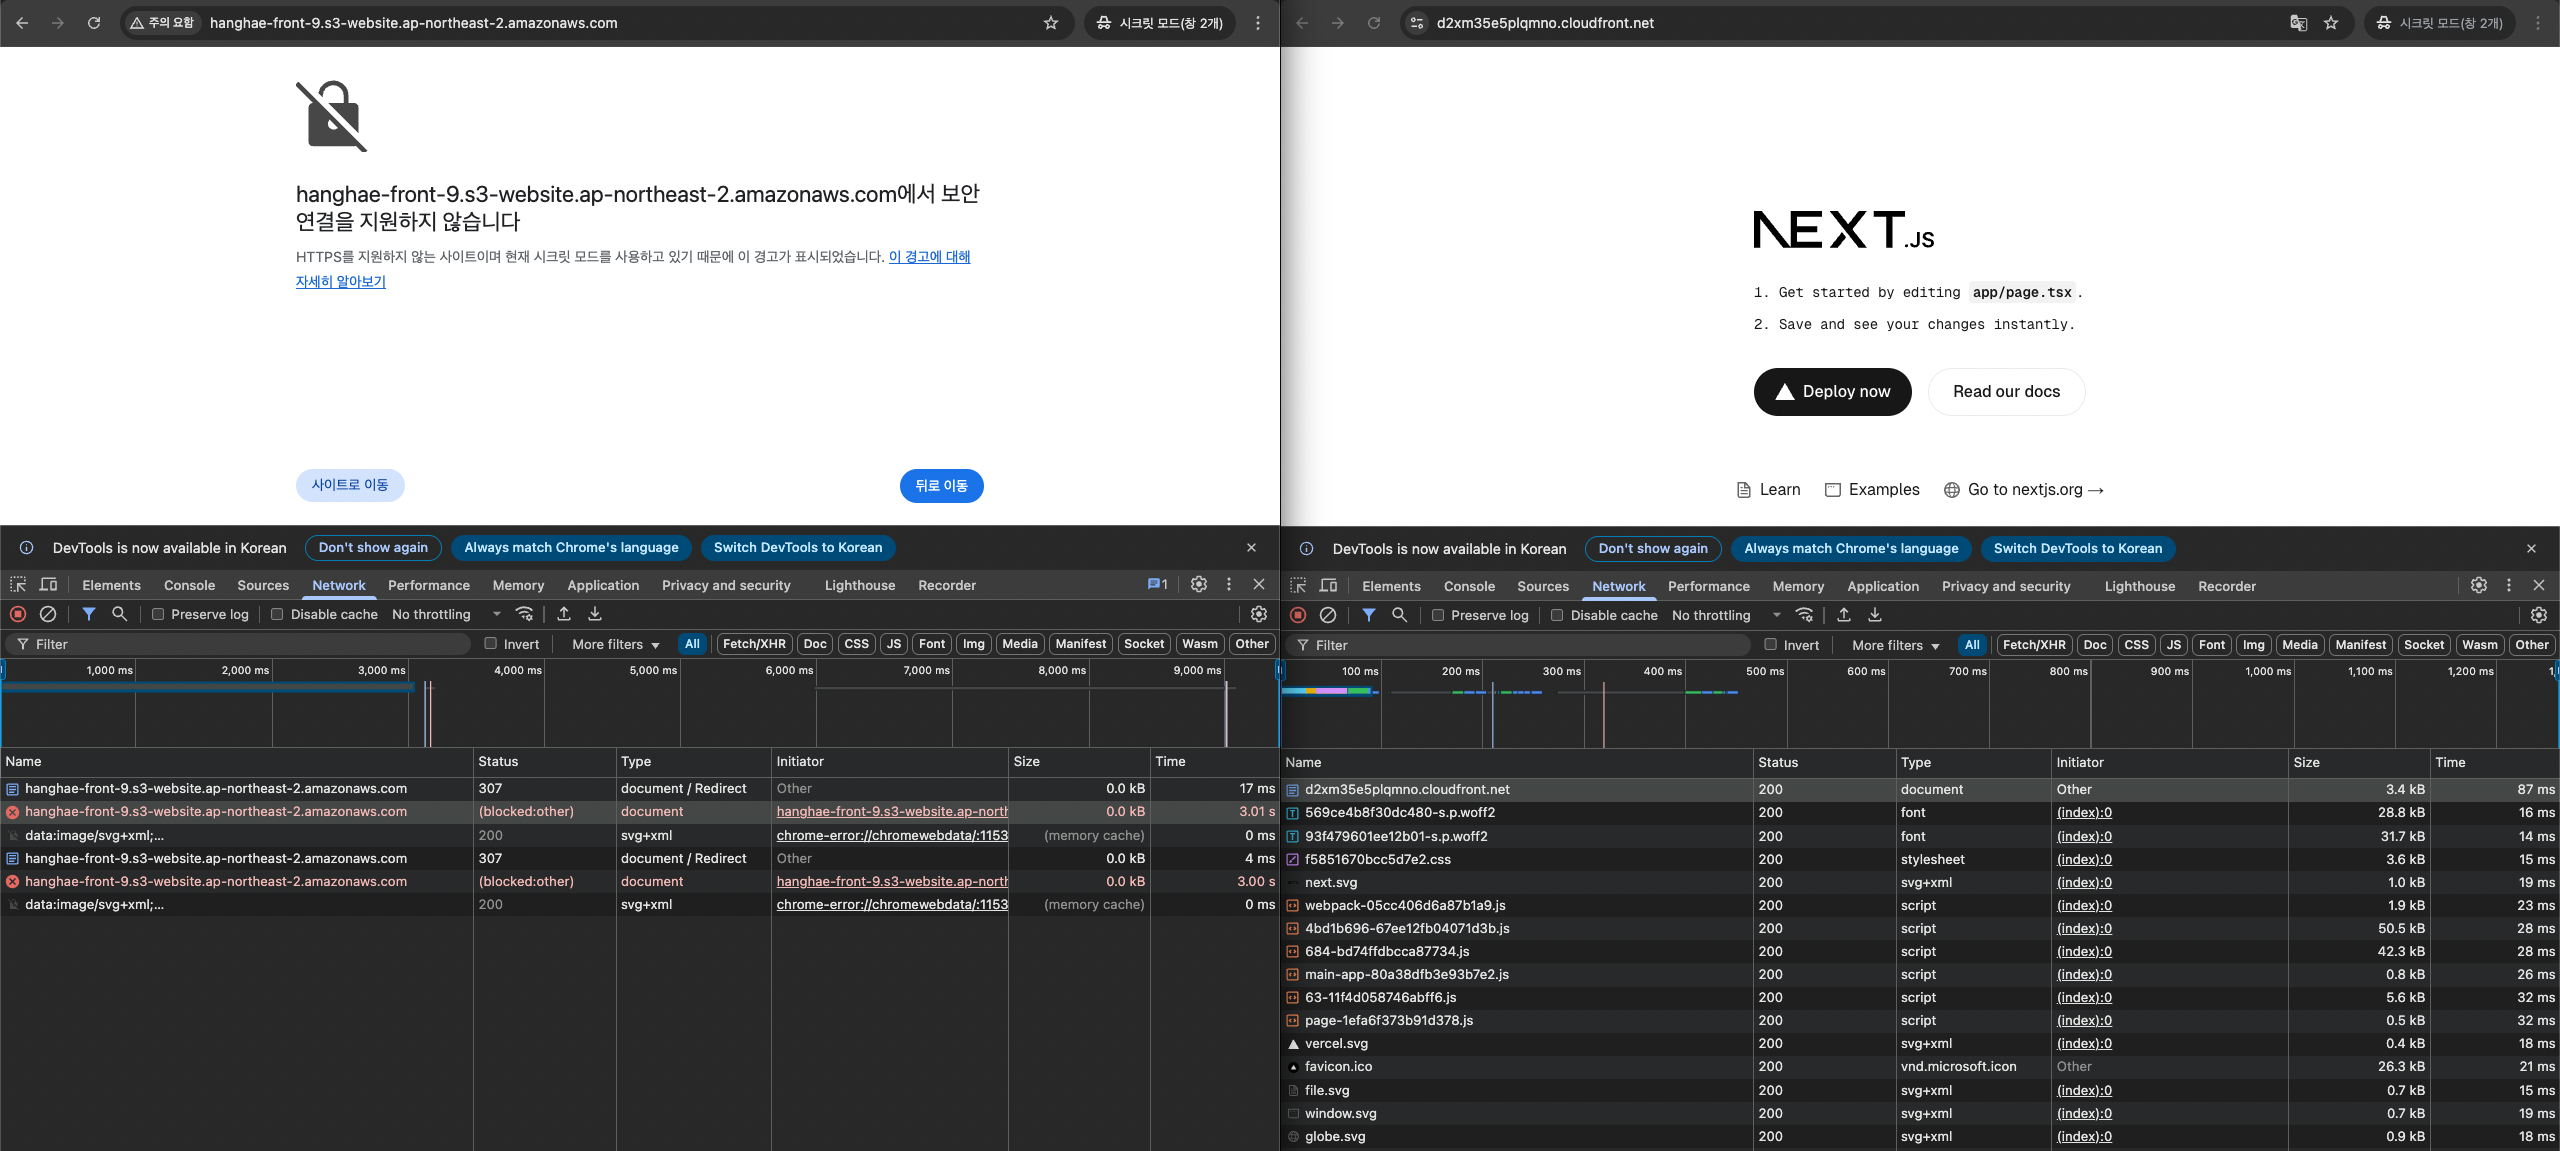 주의 요함
hanghae-front-9.s3-website.ap-northeast-2.amazonaws.com
시크릿 모드(창 2개)
hanghae-front-9.s3-website.ap-northeast-2.amazonaws.com에서 보안
연결을 지원하지 않습니다
HTTPS를 지원하지 않는 사이트이며 현재 시크릿 모드를 사용하고 있기 때문에 이 경고가 표시되었습니다. 이 경고에 대해
자세히 알아보기
사이트로 이동
뒤로 이동
DevTools is now available in Korean
Don't show again
Always match Chrome's language
Switch DevTools to Korean
Elements Console Sources Network Performance Memory Application Privacy and security Lighthouse Recorder 1
Preserve log Disable cache No throttling
Filter Invert More filters All Fetch/XHR Doc CSS JS Font Img Media Manifest Socket Wasm Other
1,000 ms 2,000 ms 3,000 ms 4,000 ms 5,000 ms 6,000 ms 7,000 ms 8,000 ms 9,000 ms
Name Status Type Initiator Size Time
hanghae-front-9.s3-website.ap-northeast-2.amazonaws.com 307 document / Redirect Other 0.0 kB 17 ms
hanghae-front-9.s3-website.ap-northeast-2.amazonaws.com (blocked:other) document hanghae-front-9.s3-website.ap-north 0.0 kB 3.01 s
data:image/svg+xml;... 200 svg+xml chrome-error://chromewebdata/:1153 (memory cache) 0 ms
hanghae-front-9.s3-website.ap-northeast-2.amazonaws.com 307 document / Redirect Other 0.0 kB 4 ms
hanghae-front-9.s3-website.ap-northeast-2.amazonaws.com (blocked:other) document hanghae-front-9.s3-website.ap-north 0.0 kB 3.00 s
data:image/svg+xml;... 200 svg+xml chrome-error://chromewebdata/:1153 (memory cache) 0 ms
d2xm35e5plqmno.cloudfront.net
시크릿 모드(창 2개)
NEXT.JS
1. Get started by editing app/page.tsx.
2. Save and see your changes instantly.
Deploy now
Read our docs
Learn Examples Go to nextjs.org →
DevTools is now available in Korean
Don't show again
Always match Chrome's language
Switch DevTools to Korean
Elements Console Sources Network Performance Memory Application Privacy and security Lighthouse Recorder
Preserve log Disable cache No throttling
Filter Invert More filters All Fetch/XHR Doc CSS JS Font Img Media Manifest Socket Wasm Other
100 ms 200 ms 300 ms 400 ms 500 ms 600 ms 700 ms 800 ms 900 ms 1,000 ms 1,100 ms 1,200 ms
Name Status Type Initiator Size Time
d2xm35e5plqmno.cloudfront.net 200 document Other 3.4 kB 87 ms
569ce4b8f30dc480-s.p.woff2 200 font (index):0 28.8 kB 16 ms
93f479601ee12b01-s.p.woff2 200 font (index):0 31.7 kB 14 ms
f5851670bcc5d7e2.css 200 stylesheet (index):0 3.6 kB 15 ms
next.svg 200 svg+xml (index):0 1.0 kB 19 ms
webpack-05cc406d6a87b1a9.js 200 script (index):0 1.9 kB 23 ms
4bd1b696-67ee12fb04071d3b.js 200 script (index):0 50.5 kB 28 ms
684-bd74ffdbcca87734.js 200 script (index):0 42.3 kB 28 ms
main-app-80a38dfb3e93b7e2.js 200 script (index):0 0.8 kB 26 ms
63-11f4d058746abff6.js 200 script (index):0 5.6 kB 32 ms
page-1efa6f373b91d378.js 200 script (index):0 0.5 kB 32 ms
vercel.svg 200 svg+xml (index):0 0.4 kB 18 ms
favicon.ico 200 vnd.microsoft.icon Other 26.3 kB 21 ms
file.svg 200 svg+xml (index):0 0.7 kB 15 ms
window.svg 200 svg+xml (index):0 0.7 kB 19 ms
globe.svg 200 svg+xml (index):0 0.9 kB 18 ms